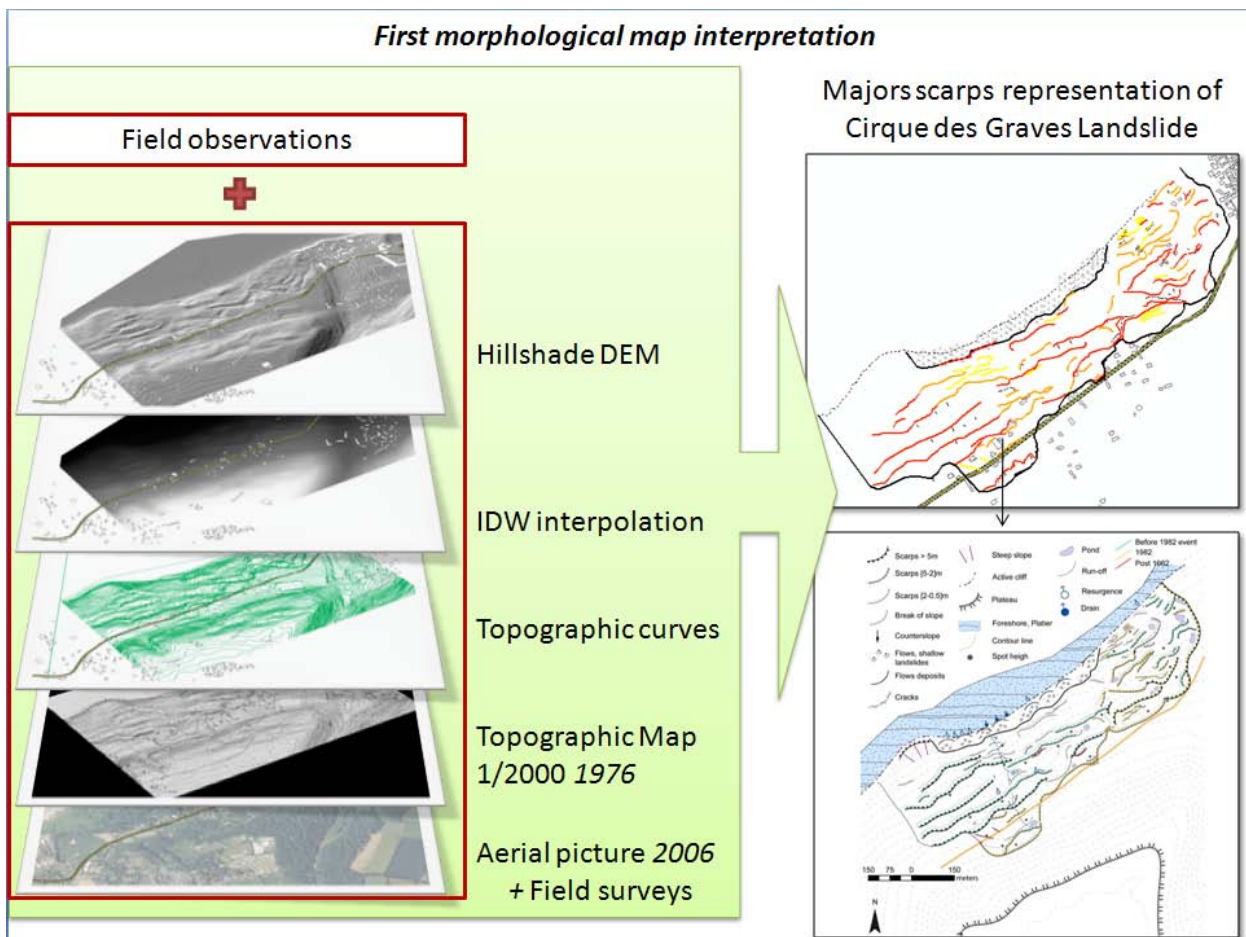 First morphological map interpretation
Field observations
Hillshade DEM
IDW interpolation
Topographic curves
Topographic Map
1/2000 1976
Aerial picture 2006
+ Field surveys
Majors scarps representation of
Cirque des Graves Landslide
Scarps > 5m
Scarps [5-2]m
Scarps [2-0,5]m
Break of slope
Counterslope
Flows, shallow
landslides
Flows deposits
Cracks
Steep slope
Active cliff
Plateau
Foreshore, Platier
Contour line
Spot heigh
Pond
Run-off
Resurgence
Drain
Before 1982 event
1982
Post 1982
150 75 0 150
meters
N